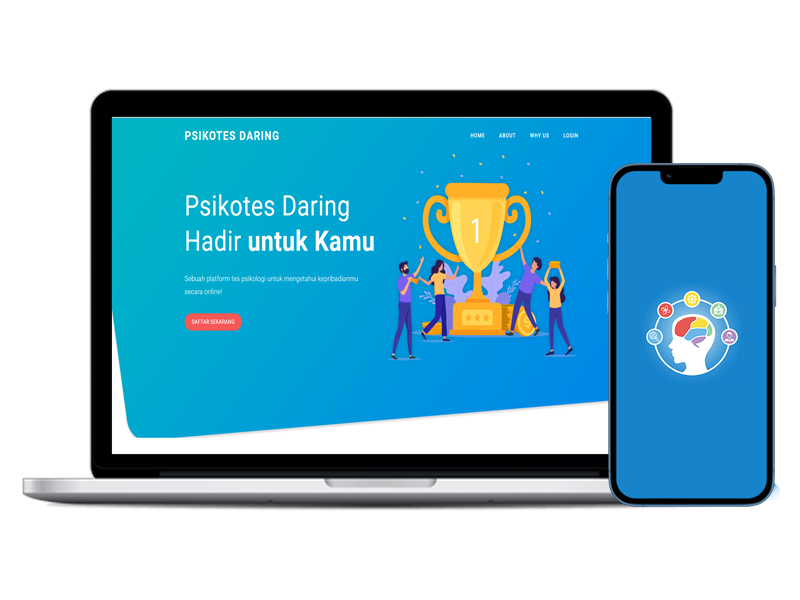 PSIKOTES DARING
HOME ABOUT WHY US LOGIN
Psikotes Daring
Hadir untuk Kamu
Sebuah platform tes psikologi untuk mengetahui kepribadianmu
secara online!
DAFTAR SEKARANG
1